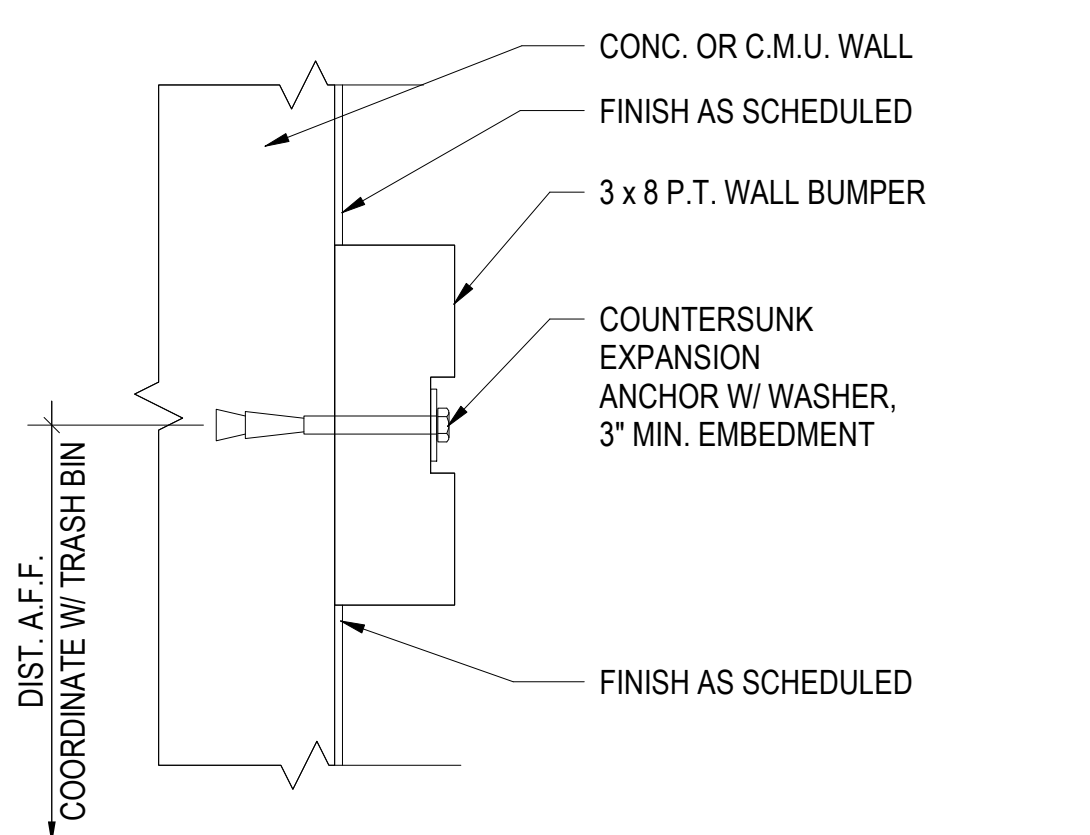 CONC. OR C.M.U. WALL
FINISH AS SCHEDULED
3 x 8 P.T. WALL BUMPER
COUNTERSUNK
EXPANSION
ANCHOR W/ WASHER,
3" MIN. EMBEDMENT
FINISH AS SCHEDULED
DIST. A.F.F.
COORDINATE W/ TRASH BIN